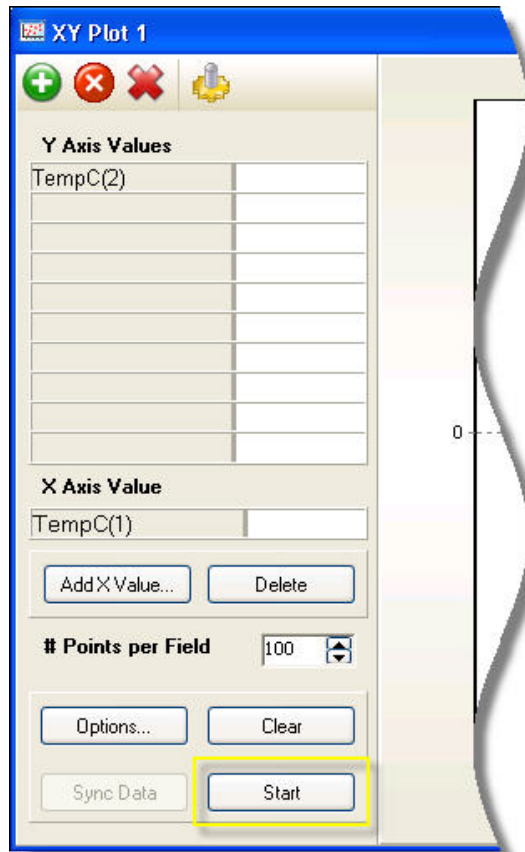 XY Plot 1
Y Axis Values
TempC(2)
0
X Axis Value
TempC(1)
Add X Value... Delete
# Points per Field 100
Options... Clear
Sync Data Start